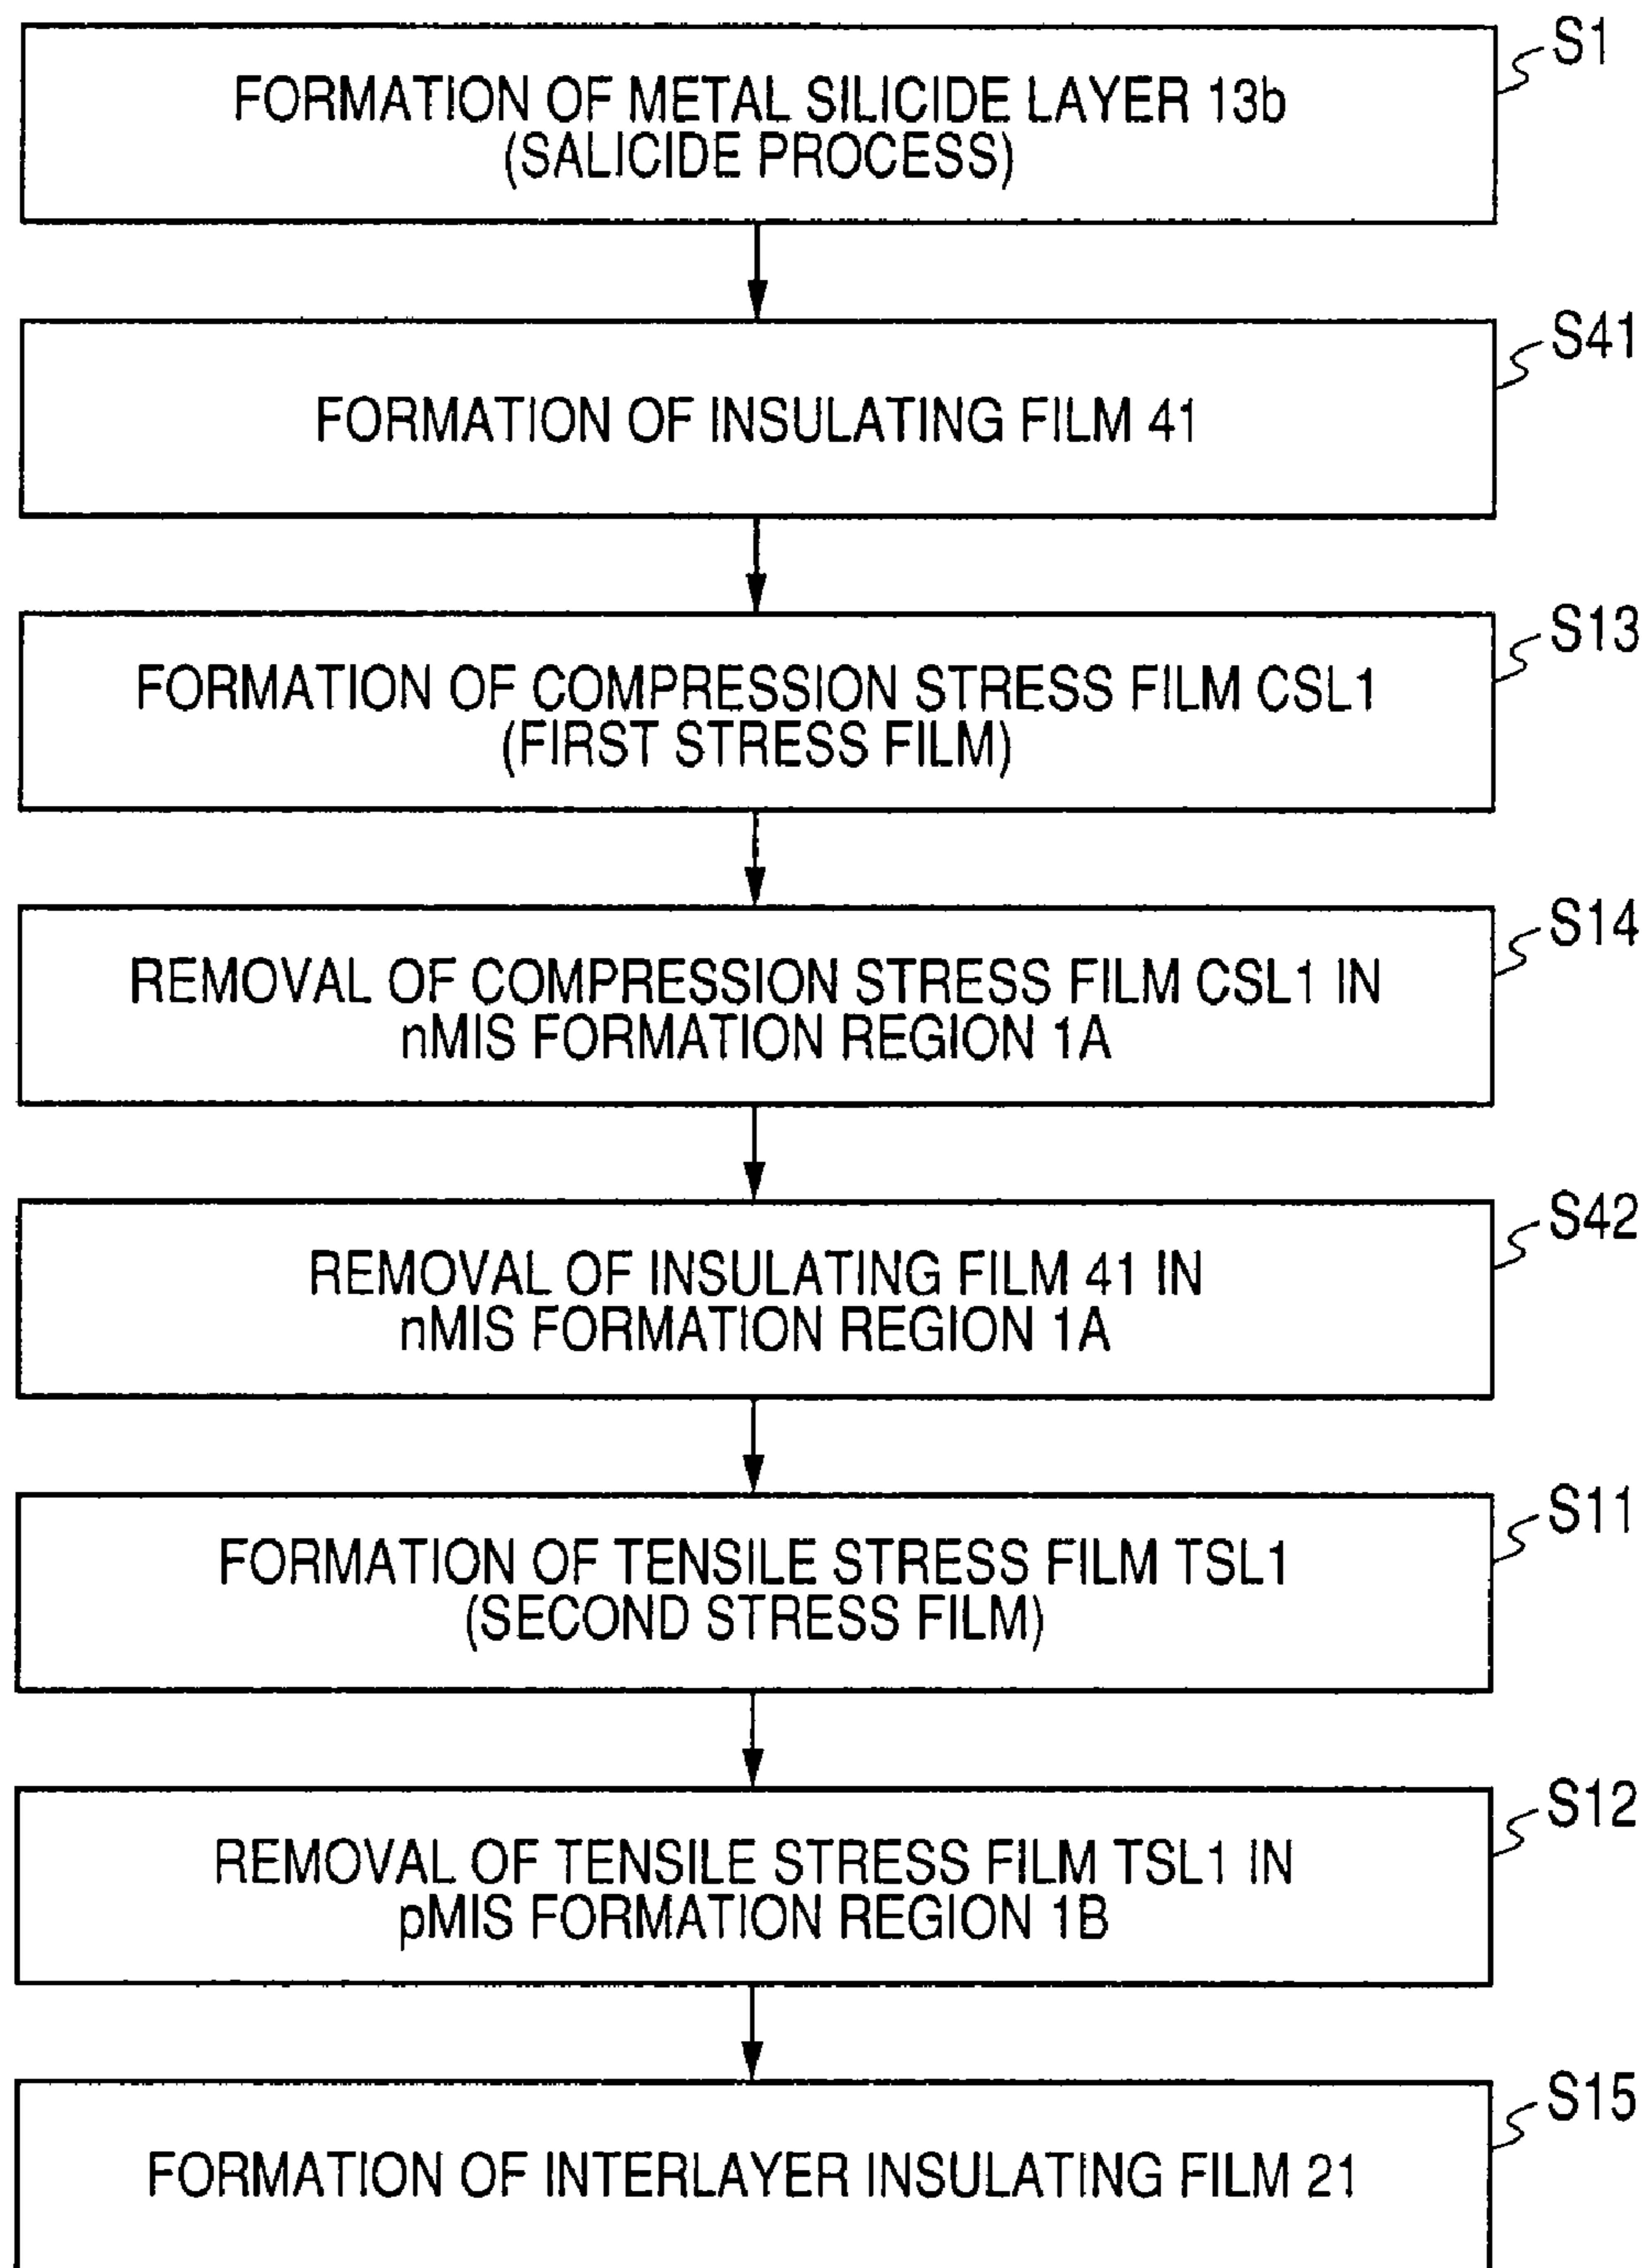 S1
FORMATION OF METAL SILICIDE LAYER 13b
(SALICIDE PROCESS)
S41
FORMATION OF INSULATING FILM 41
S13
FORMATION OF COMPRESSION STRESS FILM CSL1
(FIRST STRESS FILM)
S14
REMOVAL OF COMPRESSION STRESS FILM CSL1 IN
nMIS FORMATION REGION 1A
S42
REMOVAL OF INSULATING FILM 41 IN
nMIS FORMATION REGION 1A
S11
FORMATION OF TENSILE STRESS FILM TSL1
(SECOND STRESS FILM)
S12
REMOVAL OF TENSILE STRESS FILM TSL1 IN
pMIS FORMATION REGION 1B
S15
FORMATION OF INTERLAYER INSULATING FILM 21